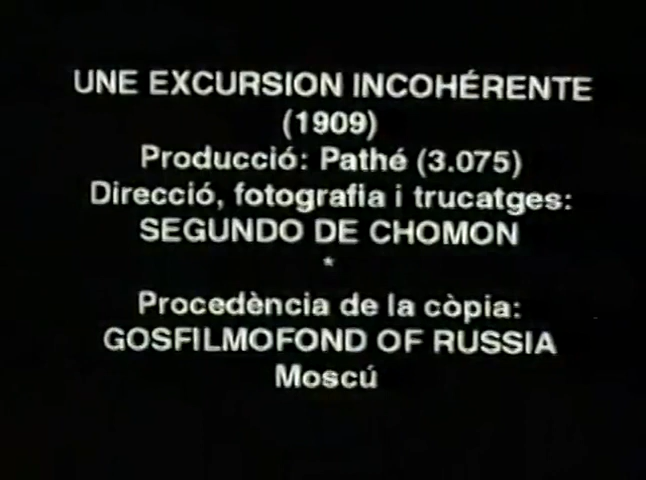 UNE EXCURSION INCOHÉRENTE
(1909)
Producció: Pathé (3.075)
Direcció, fotografia i trucatges:
SEGUNDO DE CHOMON
*
Procedència de la còpia:
GOSFILMOFOND OF RUSSIA
Moscú